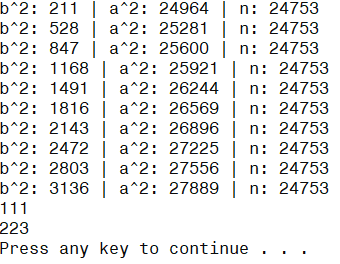 b^2: 211 | a^2: 24964 | n: 24753
b^2: 528 | a^2: 25281 | n: 24753
b^2: 847 | a^2: 25600 | n: 24753
b^2: 1168 | a^2: 25921 | n: 24753
b^2: 1491 | a^2: 26244 | n: 24753
b^2: 1816 | a^2: 26569 | n: 24753
b^2: 2143 | a^2: 26896 | n: 24753
b^2: 2472 | a^2: 27225 | n: 24753
b^2: 2803 | a^2: 27556 | n: 24753
b^2: 3136 | a^2: 27889 | n: 24753
111
223
Press any key to continue . . .